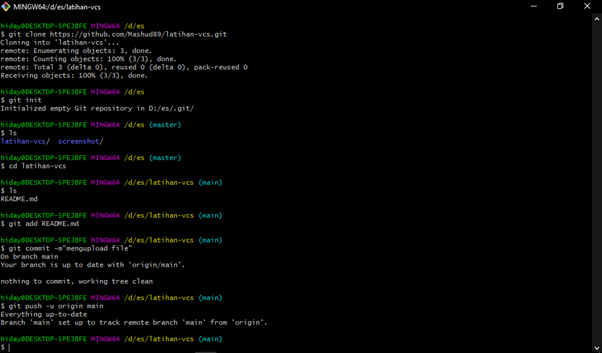 MINGW64:/d/es/latihan-vcs
hiday@DESKTOP-5PEJBFE MINGW64 /d/es
$ git clone https://github.com/Mashud89/latihan-vcs.git
Cloning into 'latihan-vcs'...
remote: Enumerating objects: 3, done.
remote: Counting objects: 100% (3/3), done.
remote: Total 3 (delta 0), reused 0 (delta 0), pack-reused 0
Receiving objects: 100% (3/3), done.
hiday@DESKTOP-5PEJBFE MINGW64 /d/es
$ git init
Initialized empty Git repository in D:/es/.git/
hiday@DESKTOP-5PEJBFE MINGW64 /d/es (master)
$ ls
latihan-vcs/  screenshot/
hiday@DESKTOP-5PEJBFE MINGW64 /d/es (master)
$ cd latihan-vcs
hiday@DESKTOP-5PEJBFE MINGW64 /d/es/latihan-vcs (main)
$ ls
README.md
hiday@DESKTOP-5PEJBFE MINGW64 /d/es/latihan-vcs (main)
$ git add README.md
hiday@DESKTOP-5PEJBFE MINGW64 /d/es/latihan-vcs (main)
$ git commit -m"mengupload file"
On branch main
Your branch is up to date with 'origin/main'.
nothing to commit, working tree clean
hiday@DESKTOP-5PEJBFE MINGW64 /d/es/latihan-vcs (main)
$ git push -u origin main
Everything up-to-date
Branch 'main' set up to track remote branch 'main' from 'origin'.
hiday@DESKTOP-5PEJBFE MINGW64 /d/es/latihan-vcs (main)
$